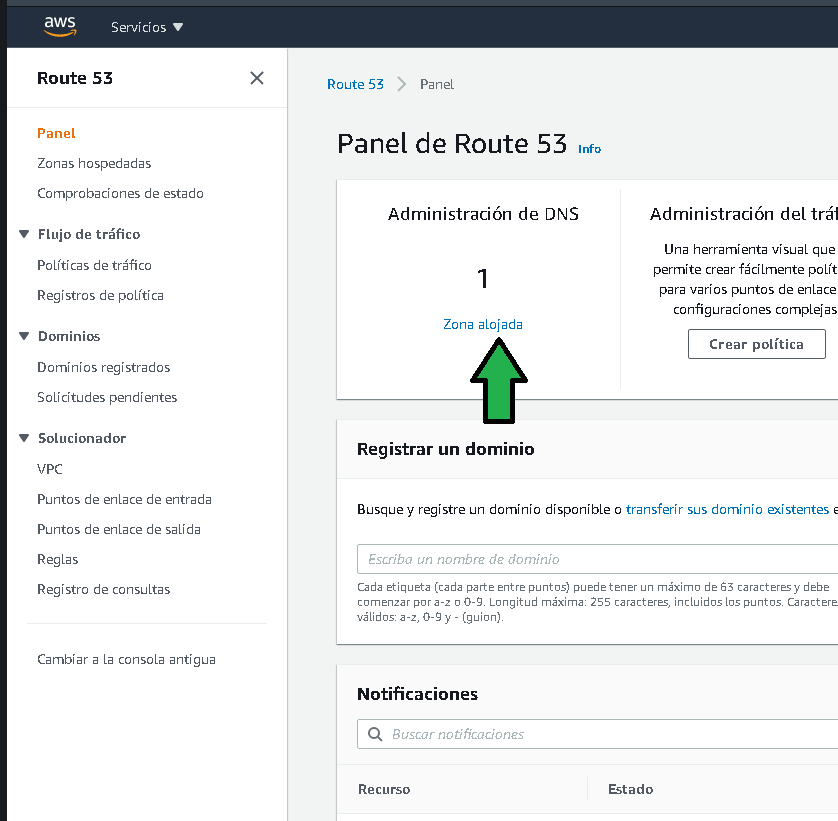 aws
Servicios
Route 53
Panel
Zonas hospedadas
Comprobaciones de estado
Flujo de tráfico
Políticas de tráfico
Registros de política
Dominios
Dominios registrados
Solicitudes pendientes
Solucionador
VPC
Puntos de enlace de entrada
Puntos de enlace de salida
Reglas
Registro de consultas
Cambiar a la consola antigua
Route 53 > Panel
Panel de Route 53 Info
Administración de DNS
1
Zona alojada
Administración del tráf
Una herramienta visual que
permite crear fácilmente polít
para varios puntos de enlace
configuraciones complejas
Crear política
Registrar un dominio
Busque y registre un dominio disponible o transferir sus dominio existentes e
Escriba un nombre de dominio
Cada etiqueta (cada parte entre puntos) puede tener un máximo de 63 caracteres y debe
comenzar por a-z o 0-9. Longitud máxima: 255 caracteres, incluidos los puntos. Caractere
válidos: a-z, 0-9 y - (guion).
Notificaciones
Buscar notificaciones
Recurso
Estado